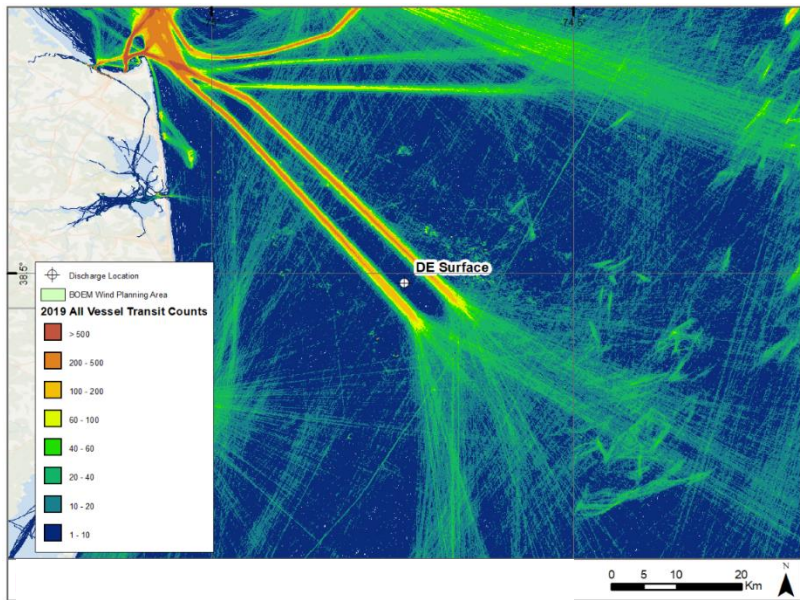 -74.5°
38.5°
DE Surface
Discharge Location
BOEM Wind Planning Area
2019 All Vessel Transit Counts
> 500
200 - 500
100 - 200
60 - 100
40 - 60
20 - 40
10 - 20
1 - 10
0 5 10 20
Km
N